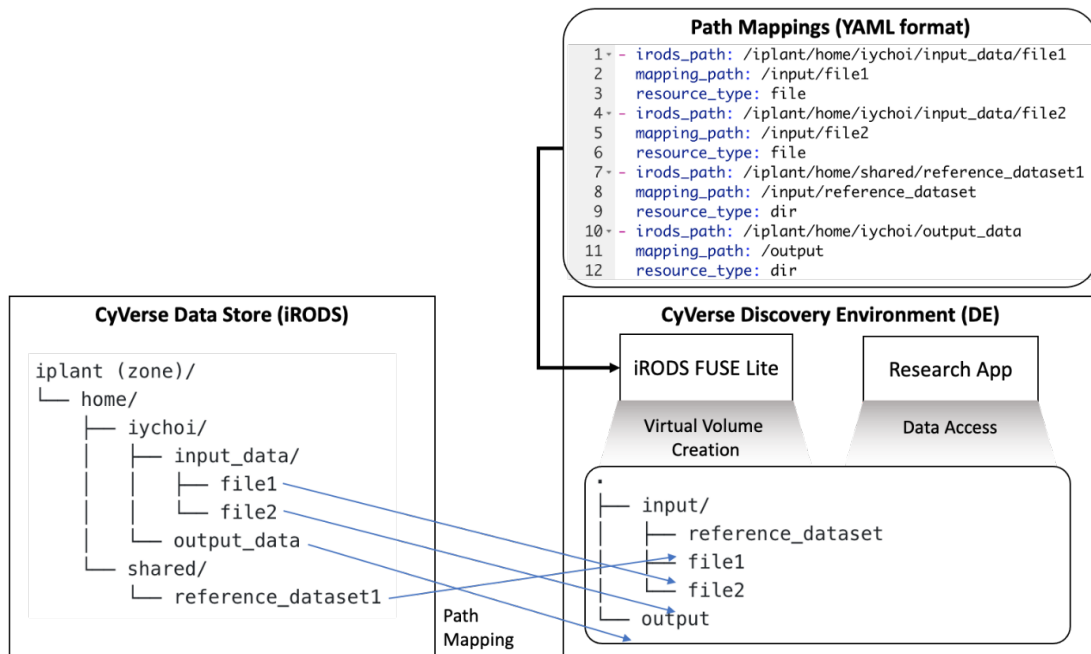 Path Mappings (YAML format)
1 - irods_path: /iplant/home/iychoi/input_data/file1
2 mapping_path: /input/file1
3 resource_type: file
4 - irods_path: /iplant/home/iychoi/input_data/file2
5 mapping_path: /input/file2
6 resource_type: file
7 - irods_path: /iplant/home/shared/reference_dataset1
8 mapping_path: /input/reference_dataset
9 resource_type: dir
10 - irods_path: /iplant/home/iychoi/output_data
11 mapping_path: /output
12 resource_type: dir
CyVerse Data Store (iRODS)
iplant (zone)/
└── home/
├── iychoi/
│ ├── input_data/
│ │ ├── file1
│ │ └── file2
│ └── output_data
└── shared/
└── reference_dataset1
Path
Mapping
CyVerse Discovery Environment (DE)
iRODS FUSE Lite
Research App
Virtual Volume
Creation
Data Access
.
├── input/
│ ├── reference_dataset
│ ├── file1
│ └── file2
└── output